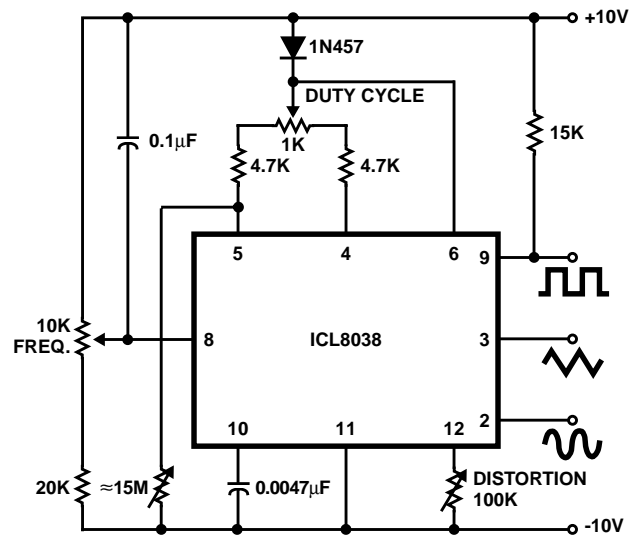 +10V
1N457
DUTY CYCLE
0.1μF
1K
15K
4.7K
4.7K
5
4
6
9
10K
FREQ.
8
ICL8038
3
2
10
11
12
20K
≈15M
0.0047μF
DISTORTION
100K
-10V